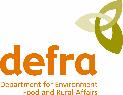 defra
Department for Environment
Food and Rural Affairs